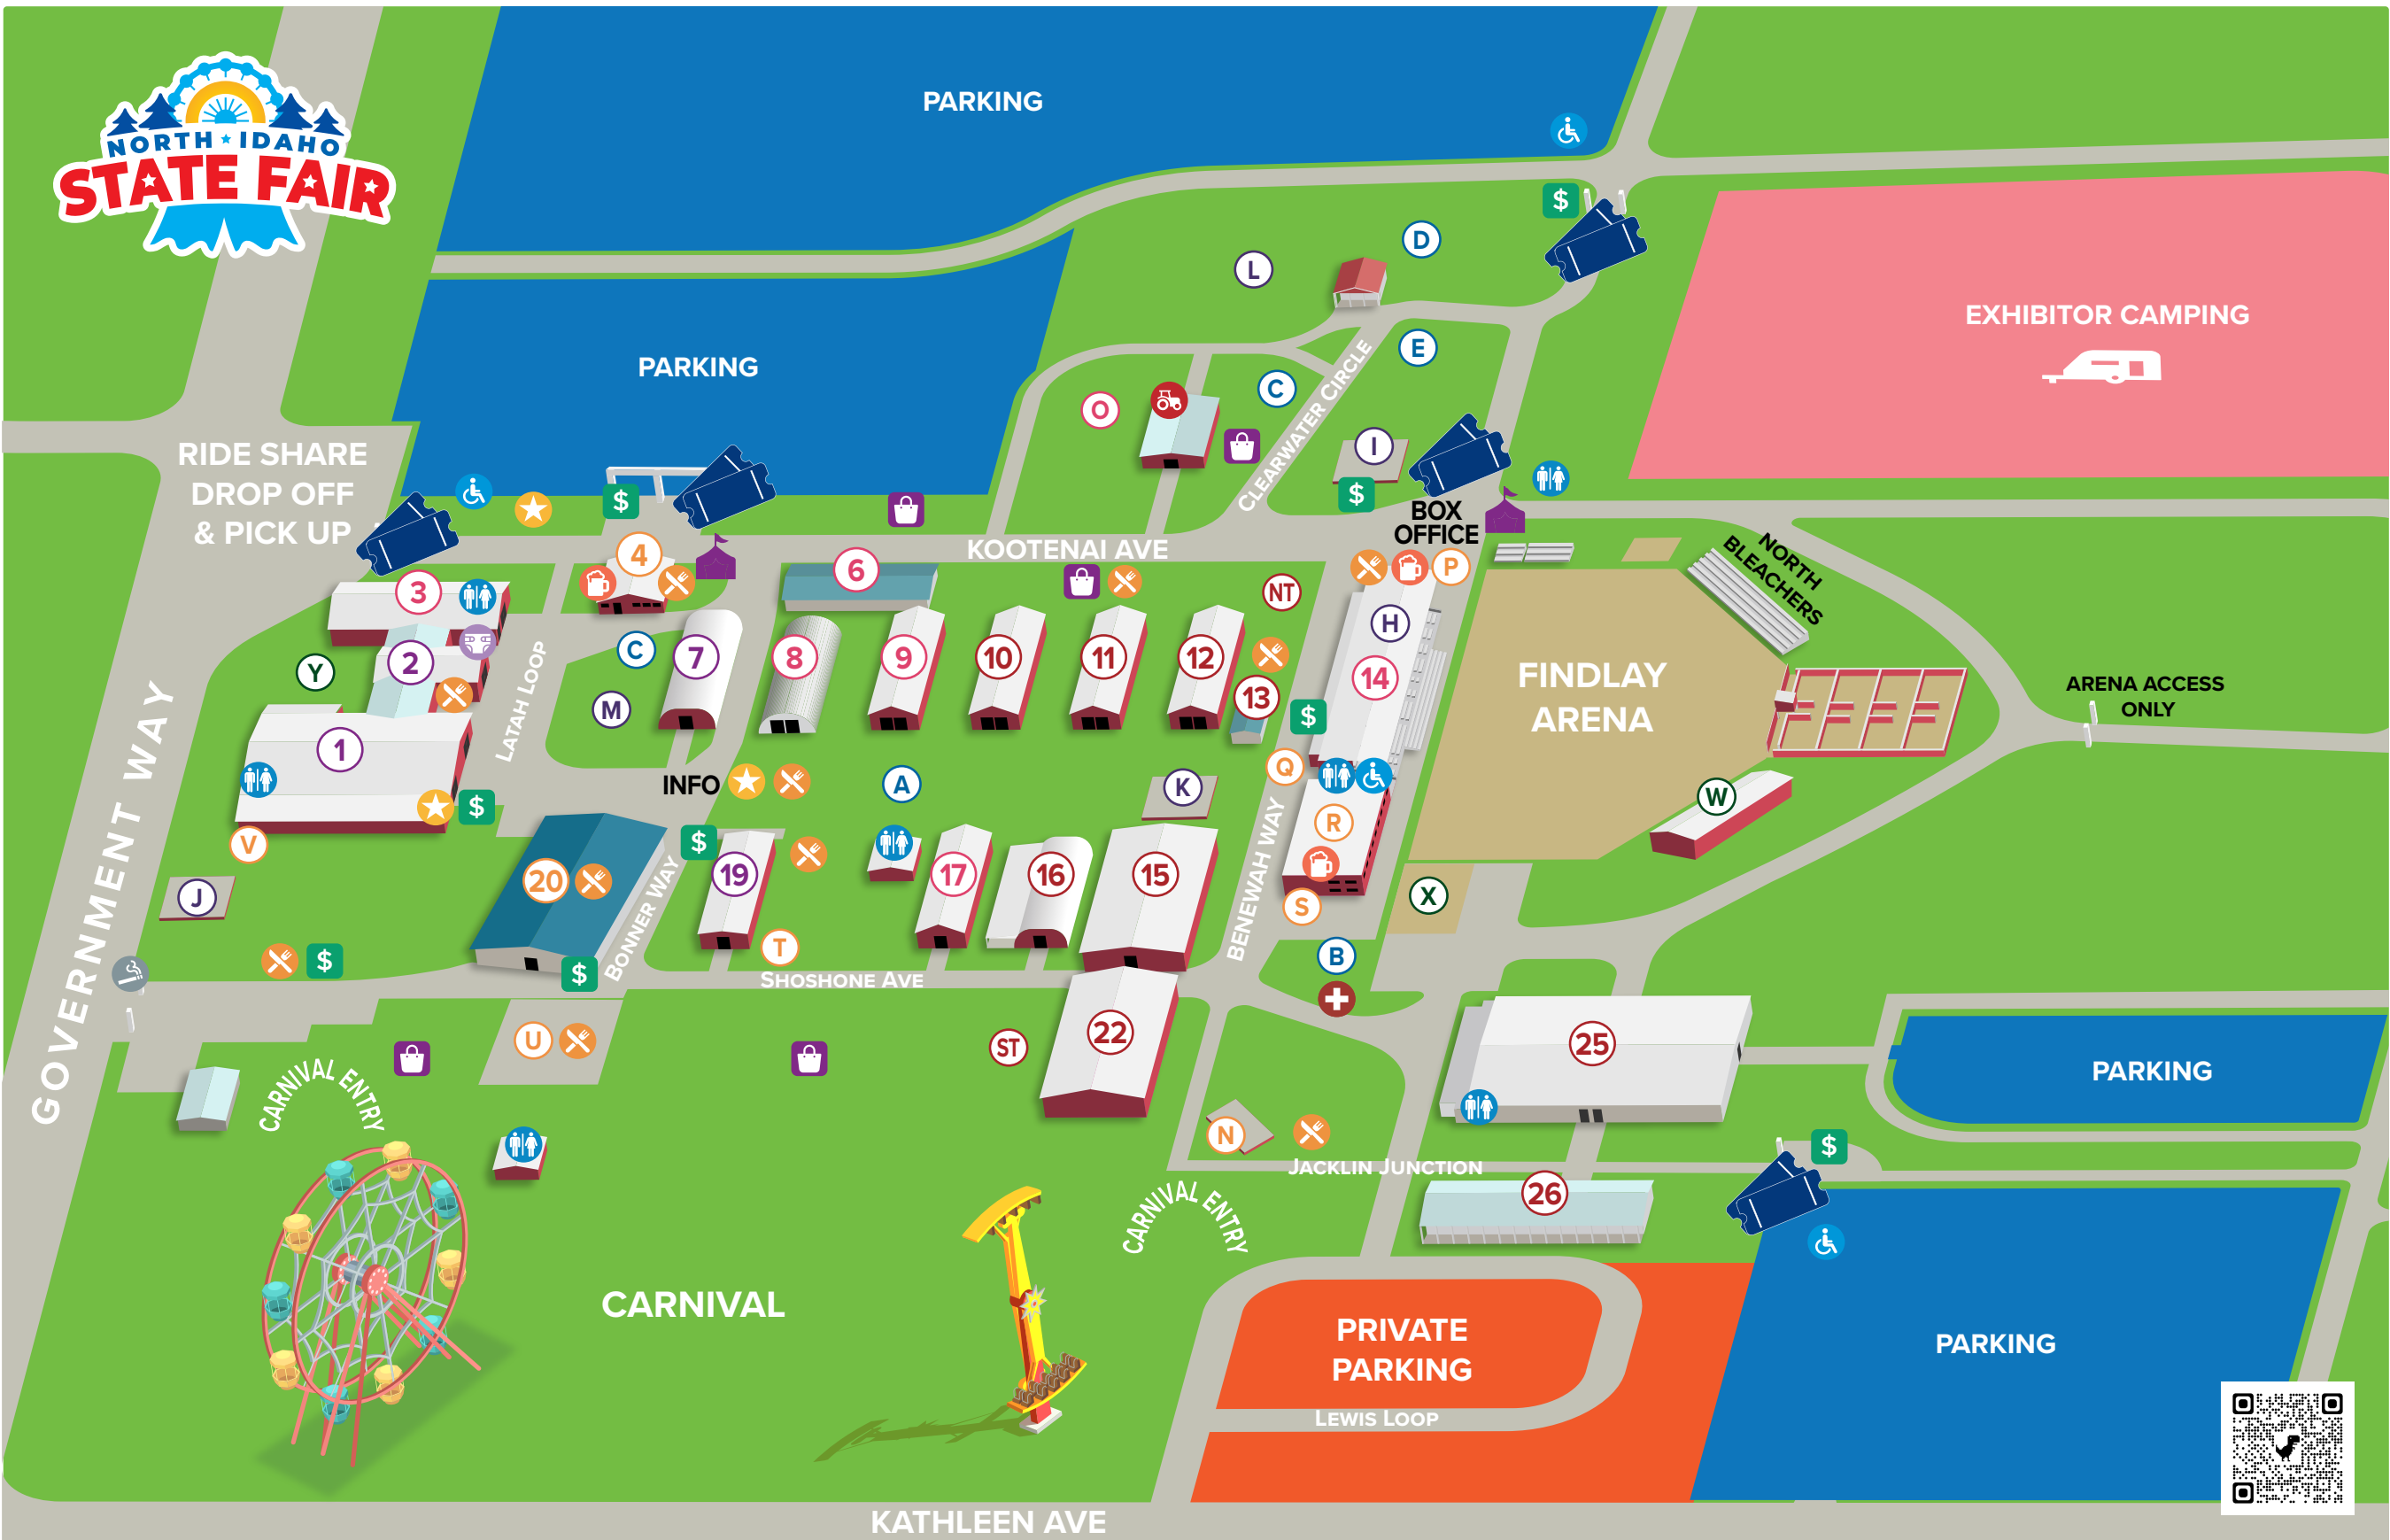 NORTH IDAHO
STATE FAIR
PARKING
PARKING
EXHIBITOR CAMPING
$
D
L
E
C
O
CLEARWATER CIRCLE
I
$
RIDE SHARE
DROP OFF
& PICK UP
$
BOX
OFFICE
KOOTENAI AVE
NORTH
BLEACHERS
4
6
P
3
NT
H
C
7
8
9
10
11
12
2
Y
M
13
14
$
FINDLAY
ARENA
ARENA ACCESS
ONLY
LATAH LOOP
GOVERNMENT WAY
1
INFO
A
K
Q
W
$
V
$
R
20
19
17
16
15
J
X
S
BONNER WAY
BENEWAH WAY
T
B
$
$
SHOSHONE AVE
U
ST
22
25
PARKING
CARNIVAL ENTRY
N
$
JACKLIN JUNCTION
26
CARNIVAL ENTRY
CARNIVAL
PRIVATE
PARKING
PARKING
LEWIS LOOP
KATHLEEN AVE